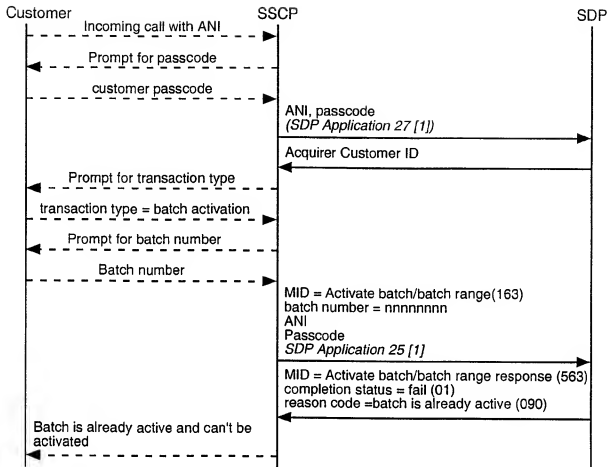 Customer
SSCP
SDP
Incoming call with ANI
Prompt for passcode
customer passcode
ANI, passcode
(SDP Application 27 [1])
Acquirer Customer ID
Prompt for transaction type
transaction type = batch activation
Prompt for batch number
Batch number
MID = Activate batch/batch range(163)
batch number = nnnnnnnn
ANI
Passcode
SDP Application 25 [1]
MID = Activate batch/batch range response (563)
completion status = fail (01)
reason code =batch is already active (090)
Batch is already active and can't be
activated